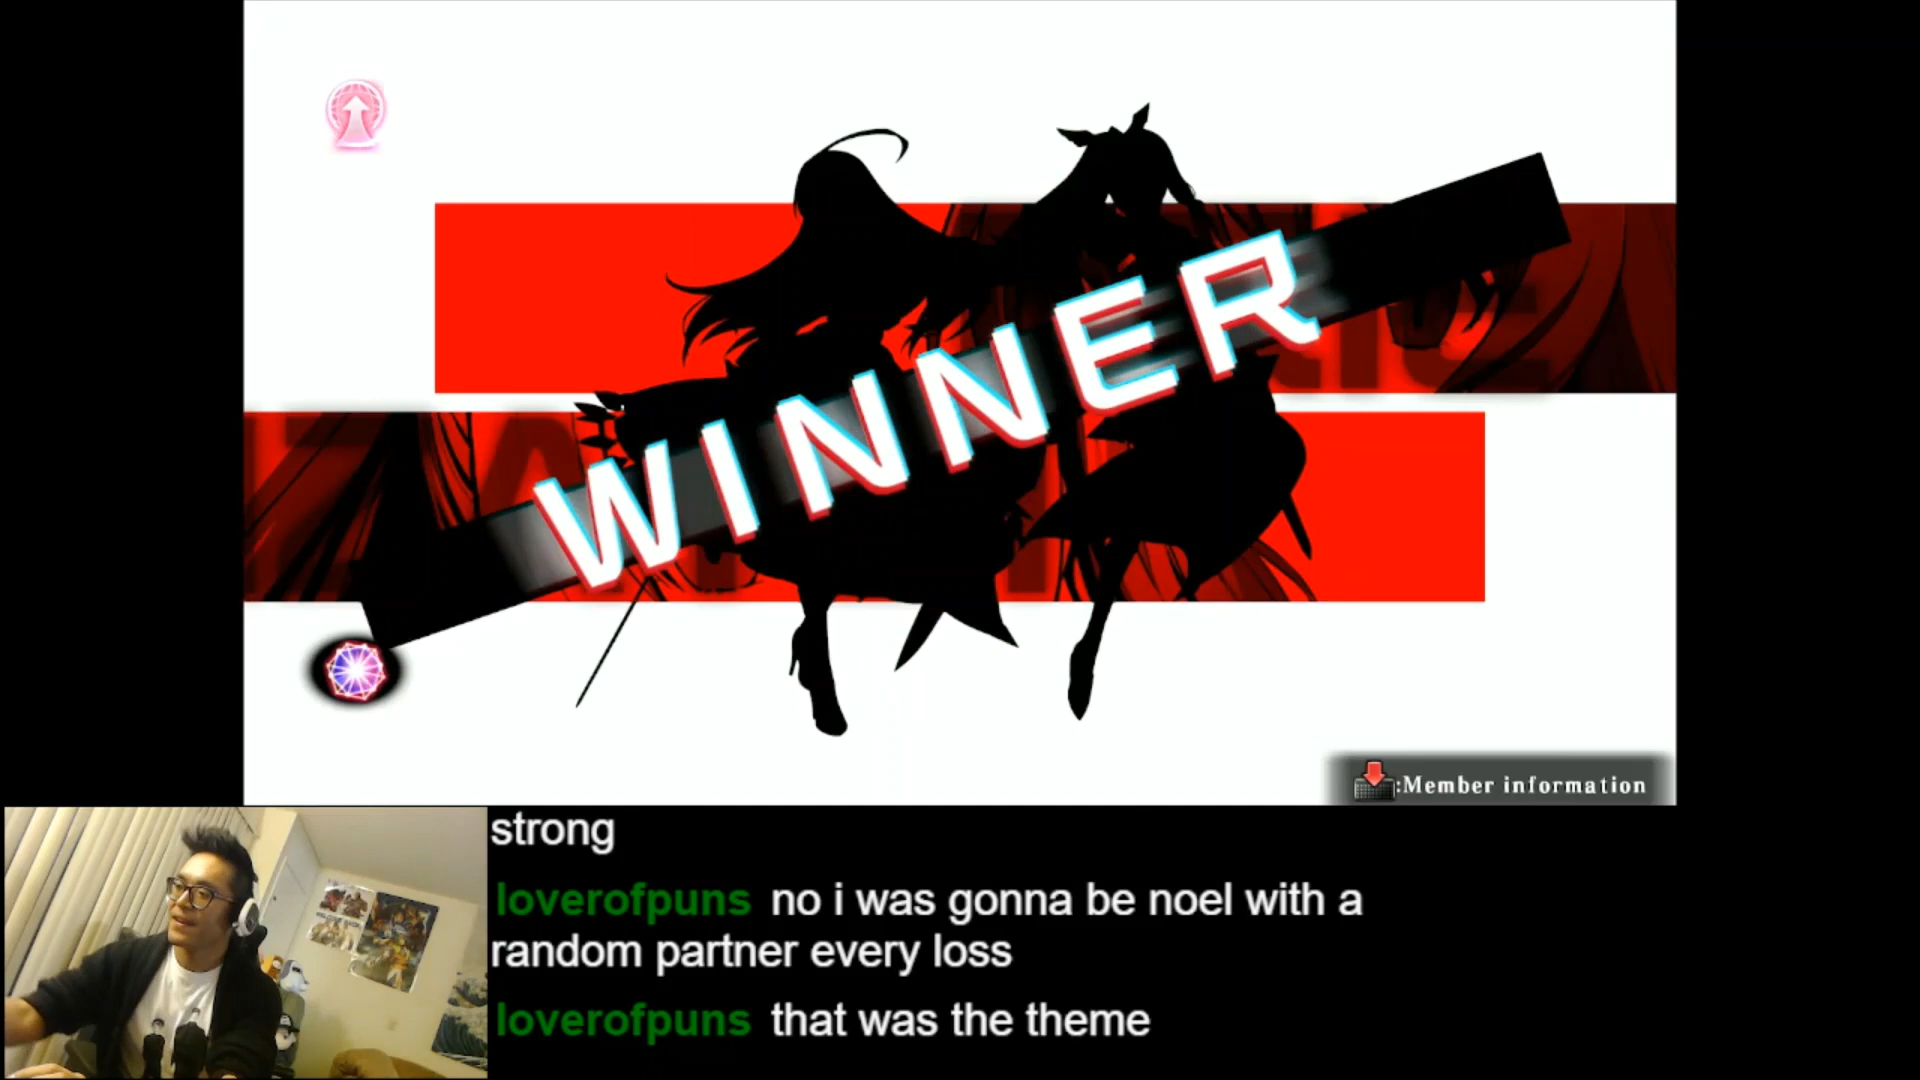 WINNER
:Member information
strong
loverofpuns no i was gonna be noel with a
random partner every loss
loverofpuns that was the theme